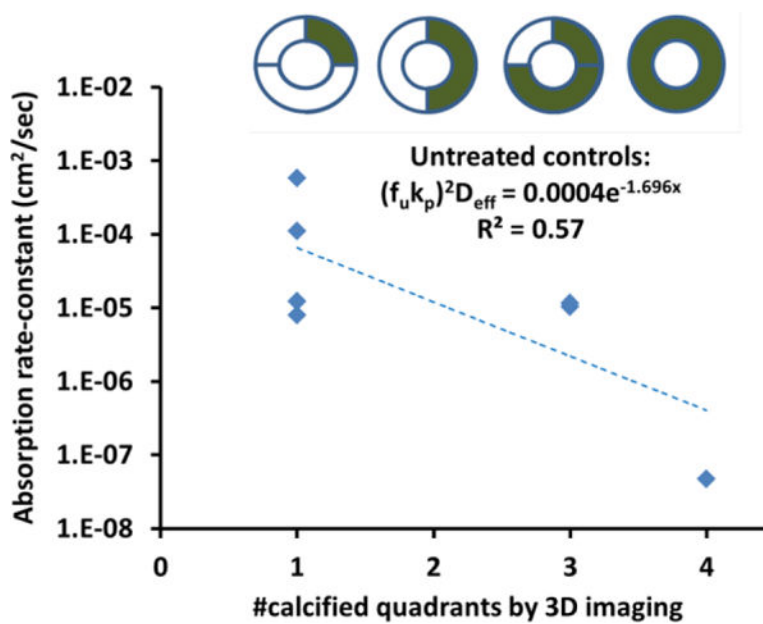 Untreated controls:
(fᵤkₚ)²D_eff = 0.0004e^-1.696x
R² = 0.57
Absorption rate-constant (cm²/sec)
1.E-02
1.E-03
1.E-04
1.E-05
1.E-06
1.E-07
1.E-08
0 1 2 3 4
#calcified quadrants by 3D imaging